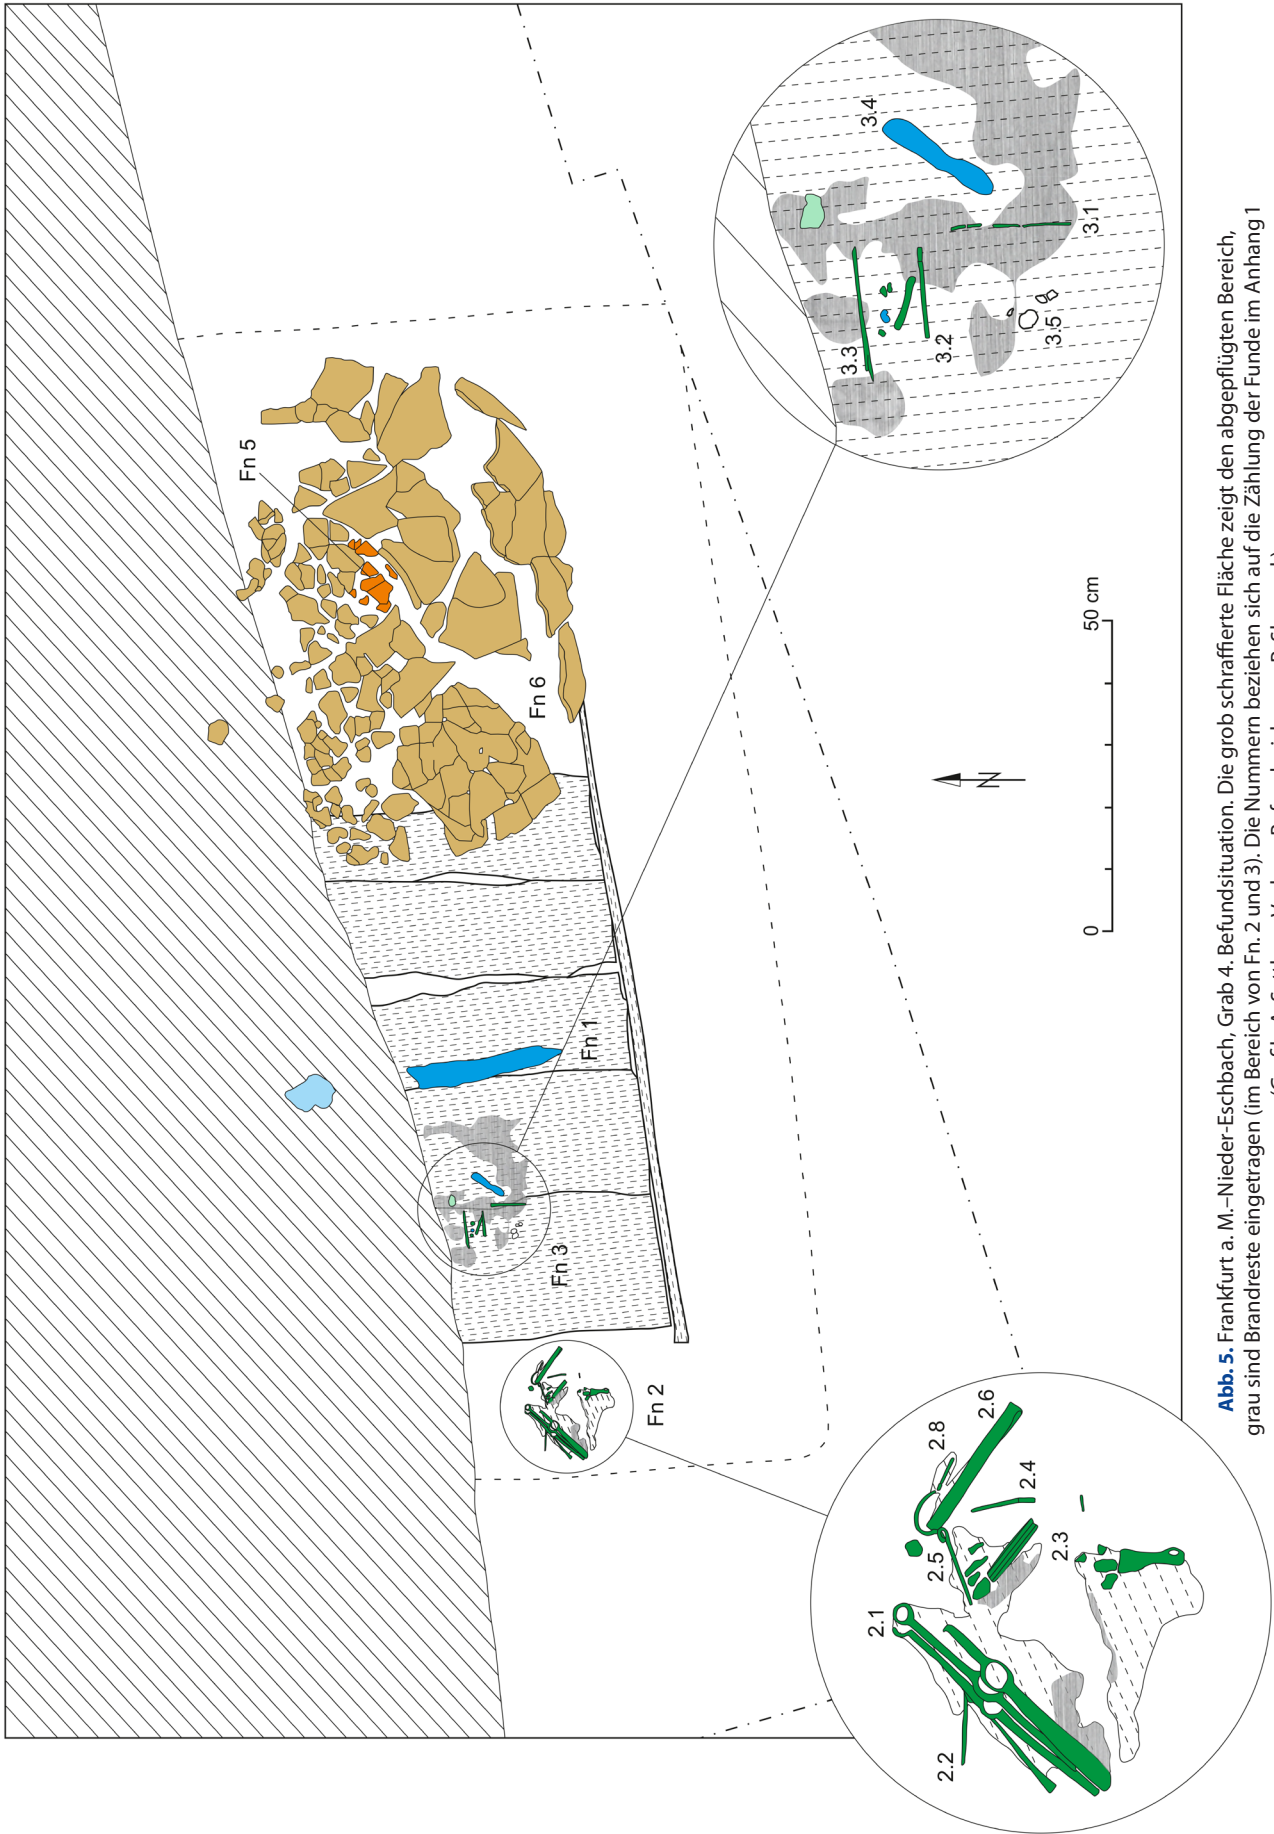 Fn 5
Fn 6
Fn 1
Fn 3
Fn 2
3.4
3.1
3.3
3.2
3.5
2.1
2.2
2.5
2.8
2.6
2.4
2.3
N
0
50 cm
Abb. 5. Frankfurt a. M.–Nieder-Eschbach, Grab 4. Befundsituation. Die grob schraffierte Fläche zeigt den abgepflügten Bereich,
grau sind Brandreste eingetragen (im Bereich von Fn. 2 und 3). Die Nummern beziehen sich auf die Zählung der Funde im Anhang 1